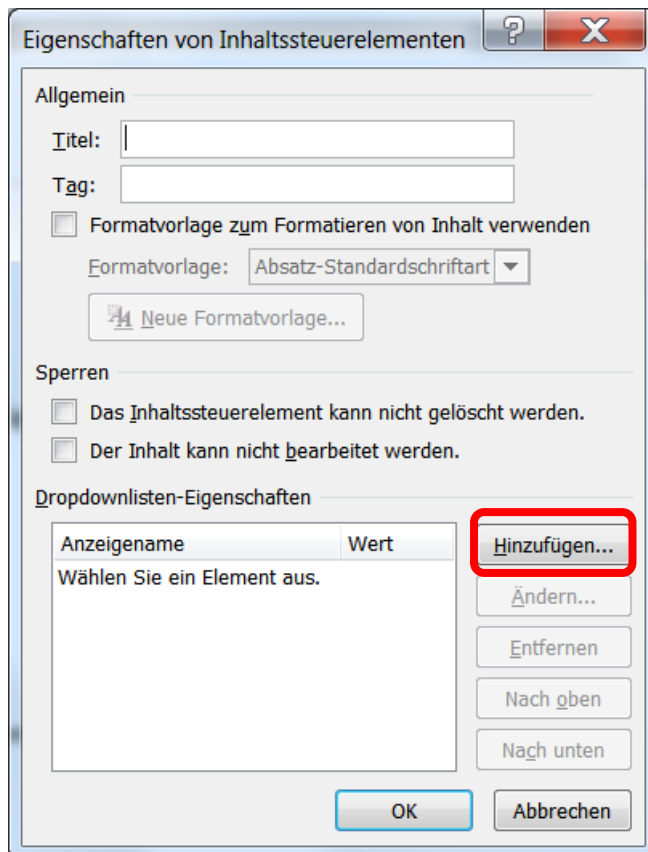 Eigenschaften von Inhaltssteuerelementen
Allgemein
Titel:
Tag:
Formatvorlage zum Formatieren von Inhalt verwenden
Formatvorlage: Absatz-Standardschriftart
Neue Formatvorlage...
Sperren
Das Inhaltssteuerelement kann nicht gelöscht werden.
Der Inhalt kann nicht bearbeitet werden.
Dropdownlisten-Eigenschaften
Anzeigename Wert
Wählen Sie ein Element aus.
Hinzufügen...
Ändern...
Entfernen
Nach oben
Nach unten
OK Abbrechen